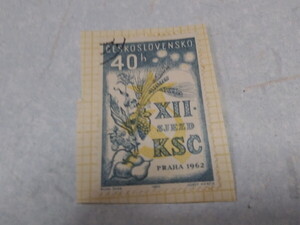 ČESKOSLOVENSKO
40h
XII.
SJEZD
KSČ
PRAHA 1962